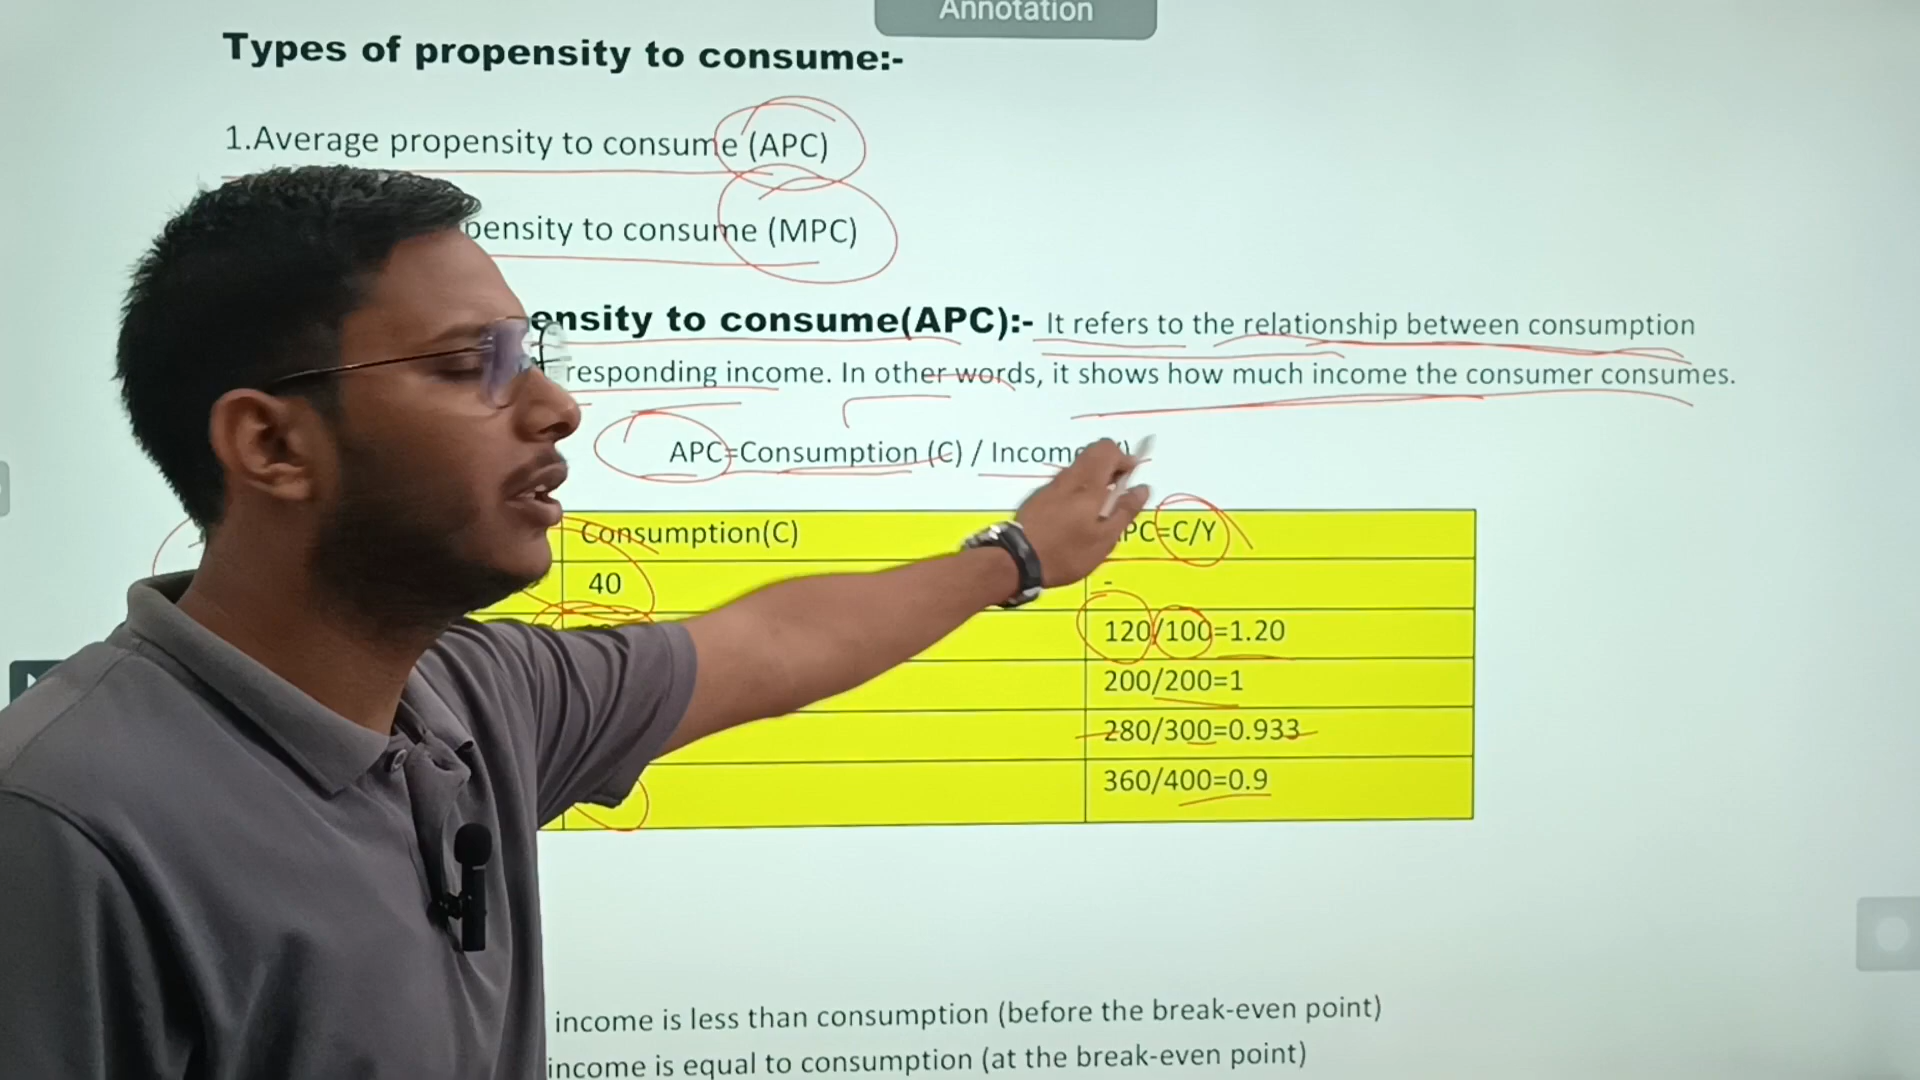 Annotation
Types of propensity to consume:-
1.Average propensity to consume (APC)
pensity to consume (MPC)
ensity to consume(APC):- It refers to the relationship between consumption
responding income. In other words, it shows how much income the consumer consumes.
APC=Consumption (C) / Income
Consumption(C) PC=C/Y
40 -
120/100=1.20
200/200=1
280/300=0.933
360/400=0.9
income is less than consumption (before the break-even point)
income is equal to consumption (at the break-even point)